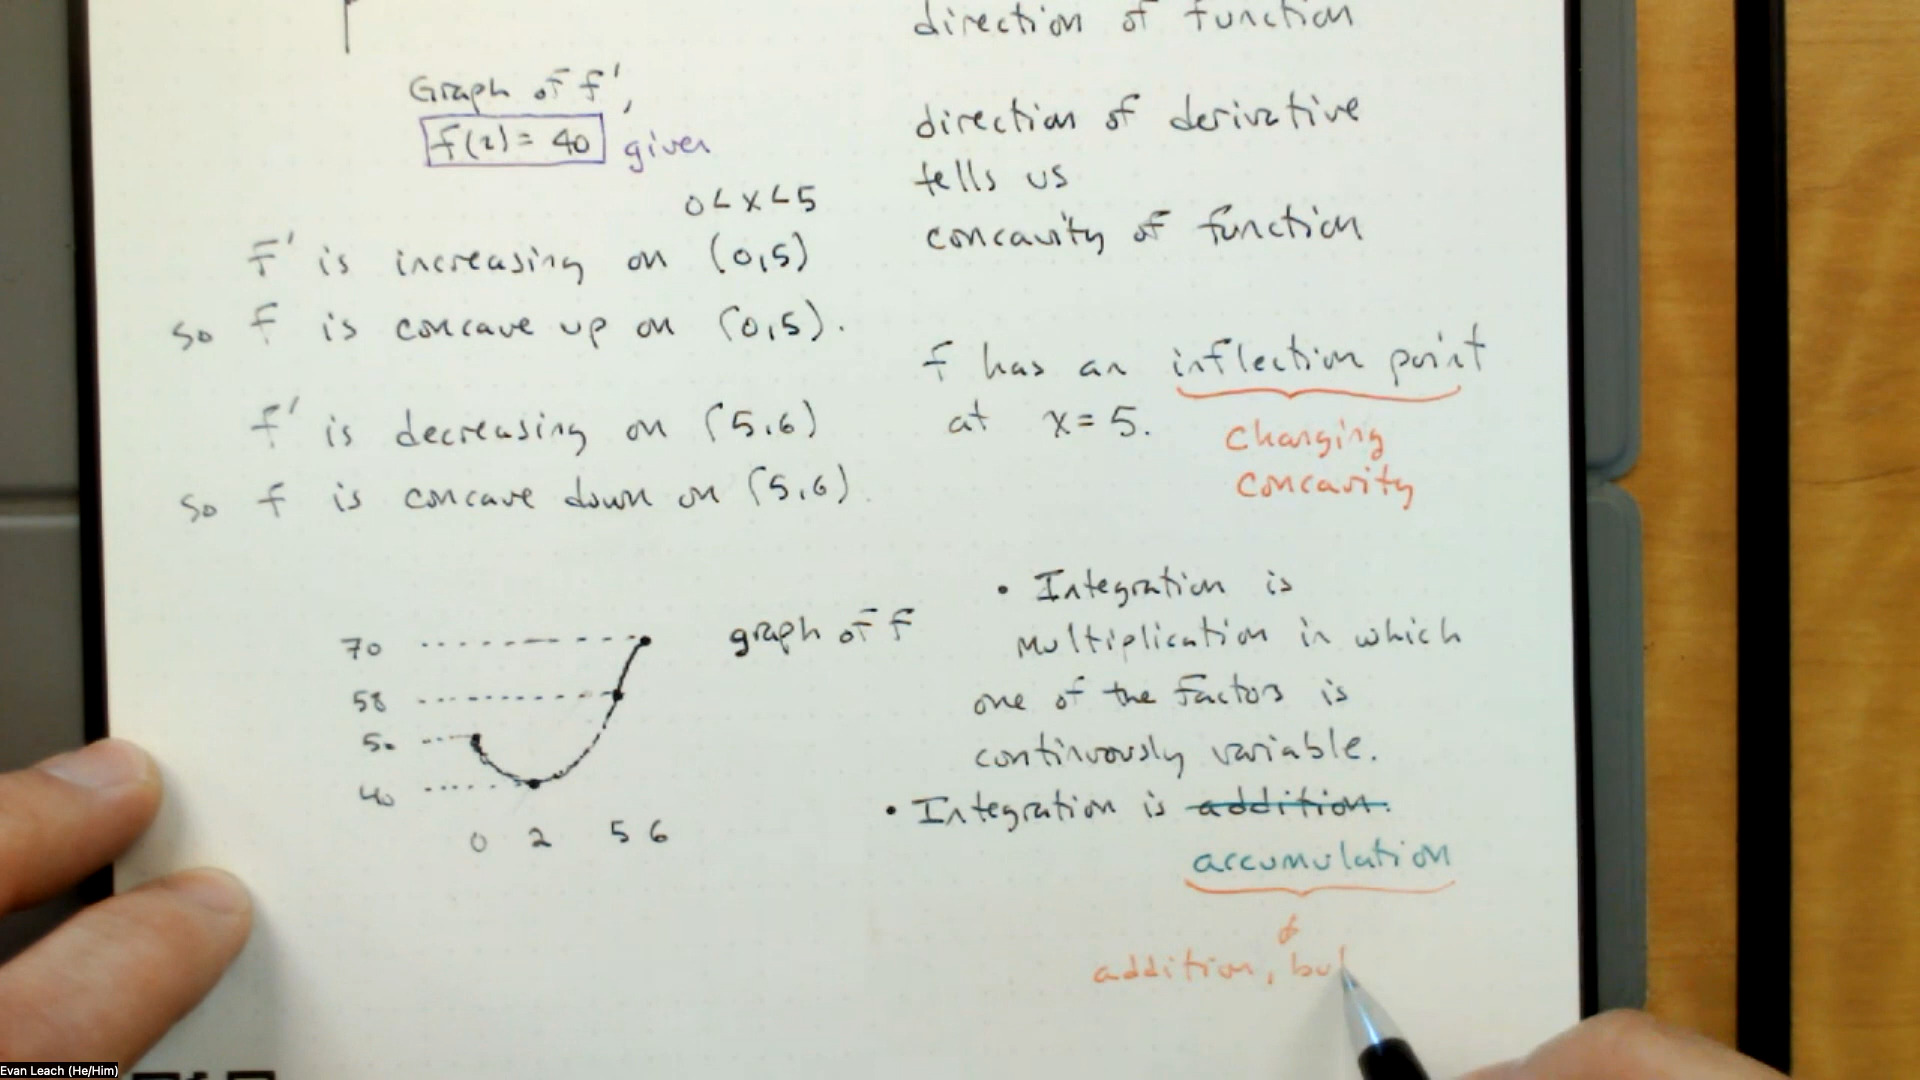 direction of function
Graph of f',
f(2) = 40 given
direction of derivative
tells us
concavity of function
0 < x < 5
f' is increasing on (0,5)
so f is concave up on (0,5).
f' is decreasing on (5,6)
so f is concave down on (5,6).
f has an inflection point
at x = 5.
changing
concavity
70
58
50
40
0 2 5 6
graph of f
• Integration is
multiplication in which
one of the factors is
continuously variable.
• Integration is addition.
accumulation
addition, but
Evan Leach (He/Him)